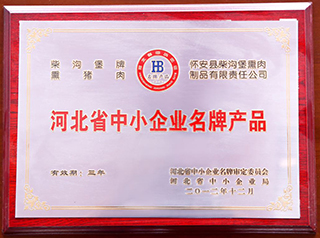 柴沟堡牌
熏猪肉
怀安县柴沟堡熏肉
制品有限责任公司
HB
河北省中小企业名牌产品
有效期：叁年
河北省中小企业名牌审定委员会
河北省中小企业局
二〇一二年十二月